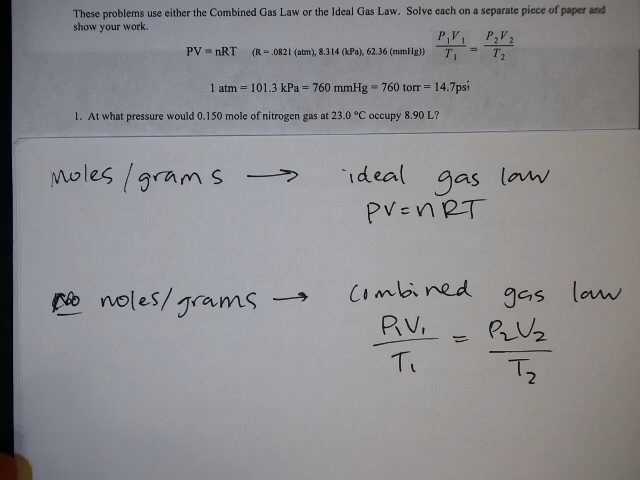 These problems use either the Combined Gas Law or the Ideal Gas Law. Solve each on a separate piece of paper and
show your work.
PV = nRT (R = .0821 (atm), 8.314 (kPa), 62.36 (mmHg)) P₁V₁/T₁ = P₂V₂/T₂
1 atm = 101.3 kPa = 760 mmHg = 760 torr = 14.7psi
1. At what pressure would 0.150 mole of nitrogen gas at 23.0 °C occupy 8.90 L?
moles/grams → ideal gas law
PV=nRT
no moles/grams → combined gas law
P₁V₁/T₁ = P₂V₂/T₂